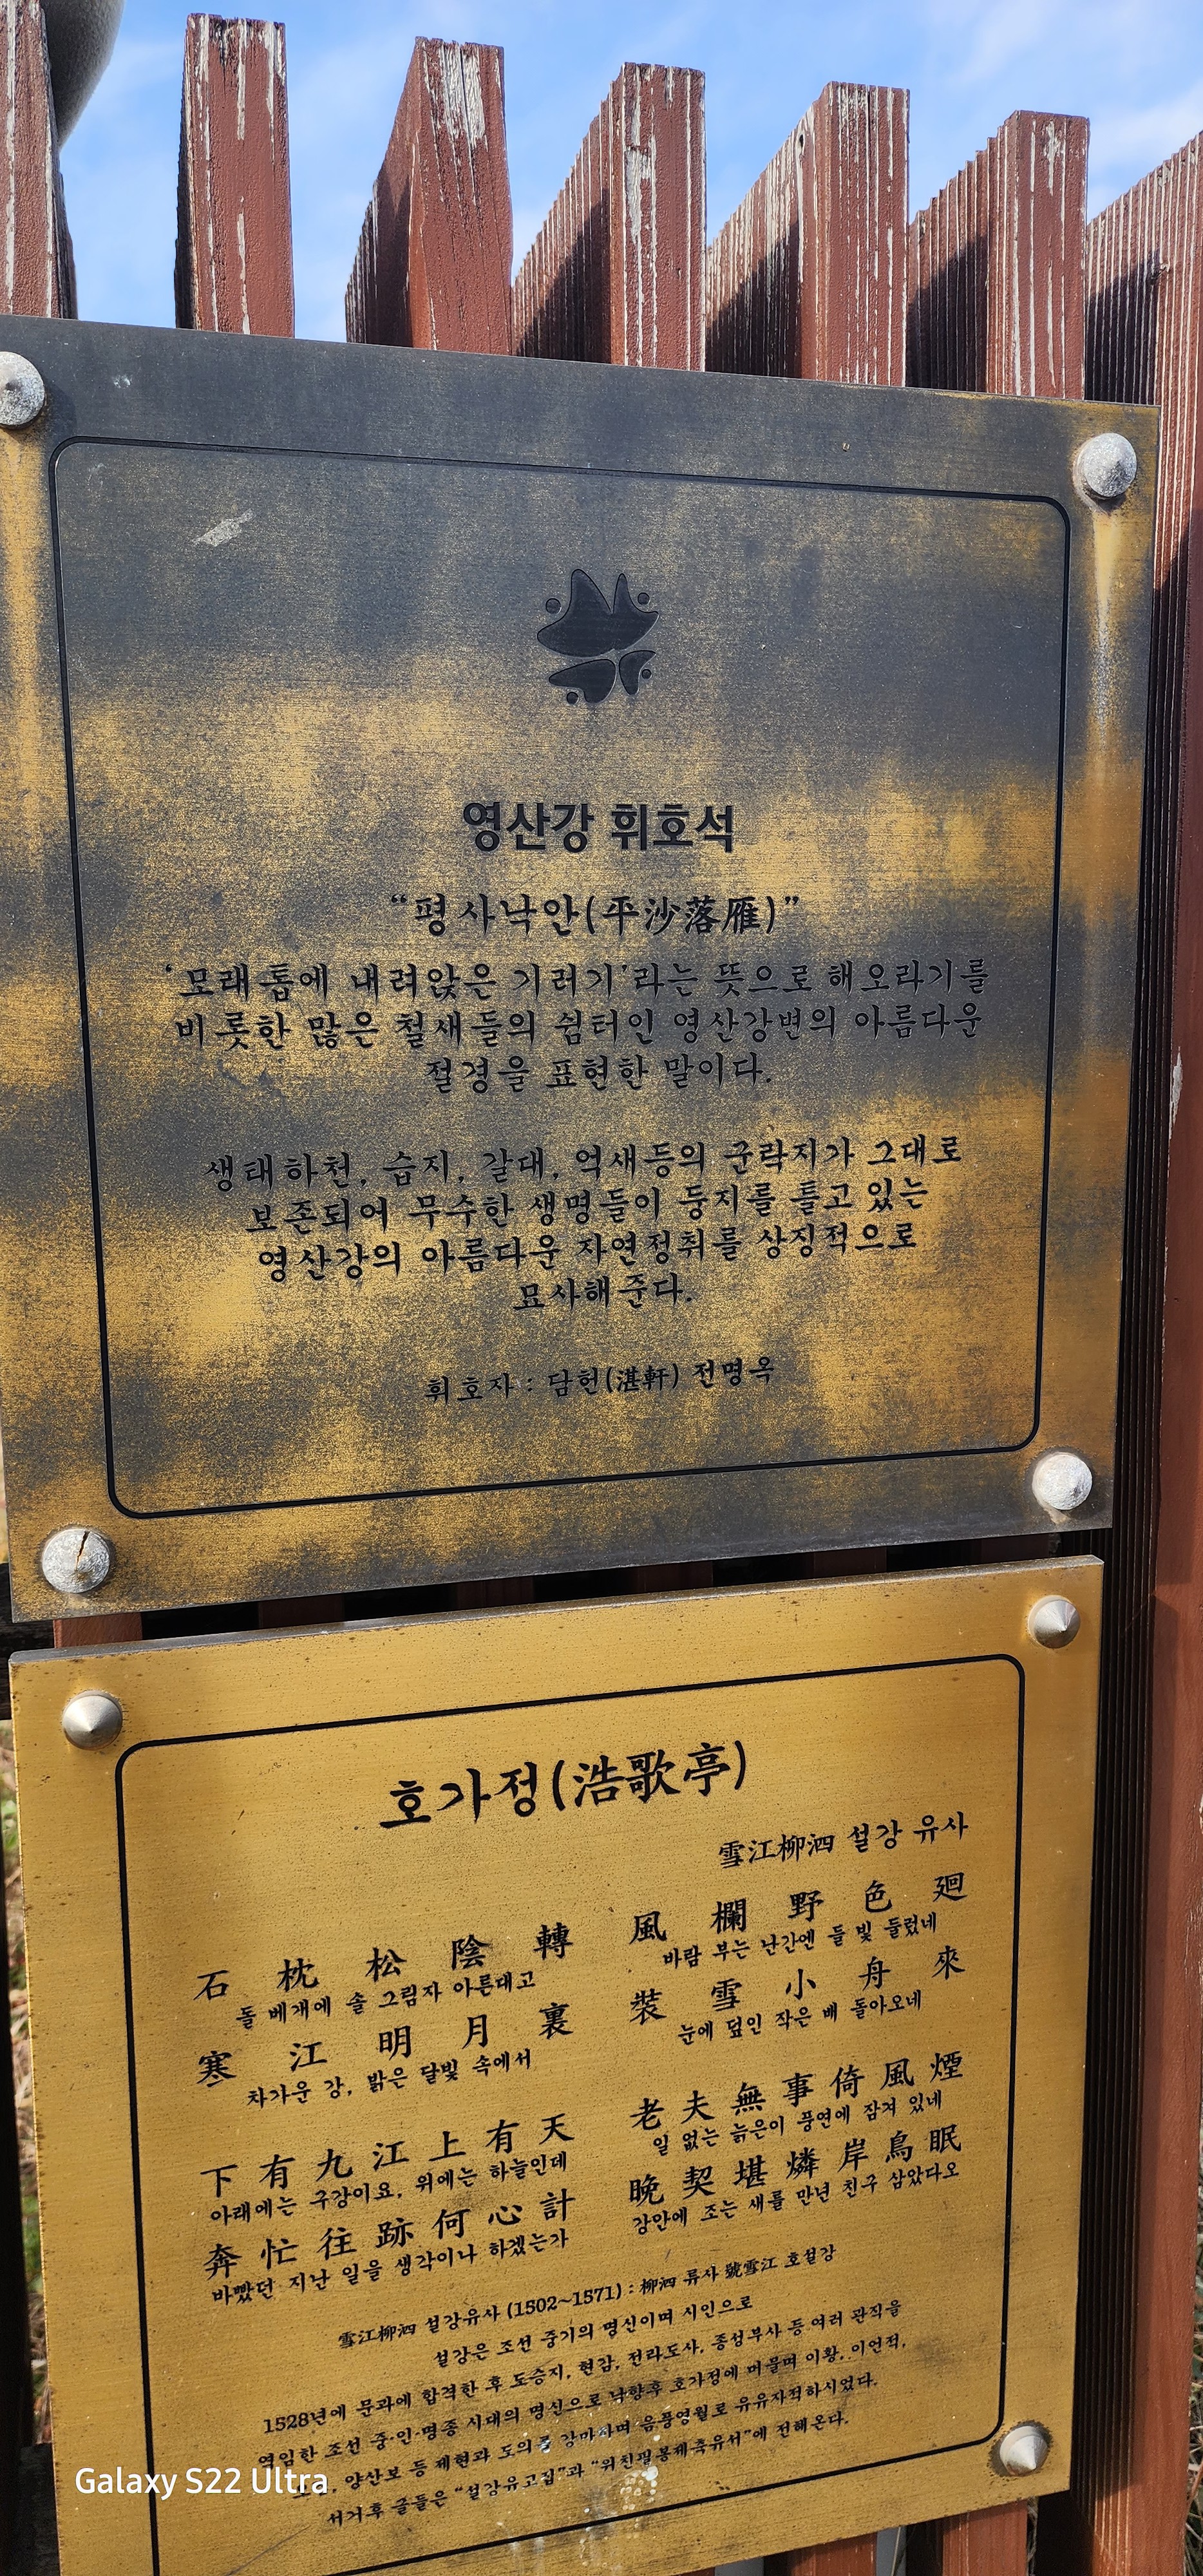 영산강 휘호석
“평사낙안(平沙落雁)”
‘모래톱에 내려앉은 기러기’라는 뜻으로 해오라기를
비롯한 많은 철새들의 쉼터인 영산강변의 아름다운
절경을 표현한 말이다.
생태하천, 습지, 갈대, 억새등의 군락지가 그대로
보존되어 무수한 생명들이 둥지를 틀고 있는
영산강의 아름다운 자연정취를 상징적으로
묘사해준다.
휘호자 : 담헌(湛軒) 전명옥
호가정(浩歌亭)
雪江柳泗 설강 유사
石枕松陰轉 風欄野色廻
돌 베개에 솔 그림자 아른대고 바람 부는 난간엔 들 빛 둘렀네
寒江明月裏 裝雪小舟來
차가운 강, 밝은 달빛 속에서 눈에 덮인 작은 배 돌아오네
下有九江上有天 老夫無事倚風煙
아래에는 구강이요, 위에는 하늘인데 일 없는 늙은이 풍연에 잠겨 있네
奔忙往跡何心計 晩契堪憐岸鳥眠
바빴던 지난 일을 생각이나 하겠는가 강안에 조는 새를 만년 친구 삼았다오
雪江柳泗 설강유사 (1502~1571) : 柳泗 류사 號雪江 호설강
설강은 조선 중기의 명신이며 시인으로
1528년에 문과에 합격한 후 도승지, 현감, 전라도사, 종성부사 등 여러 관직을
역임한 조선 중·인·명종 시대의 명신으로 낙향후 호가정에 머물며 이황, 이언적,
양산보 등 제현과 도의를 강마하며 음풍영월로 유유자적하시었다.
서거후 글들은 “설강유고집”과 “위친필봉제축유서”에 전해온다.
Galaxy S22 Ultra